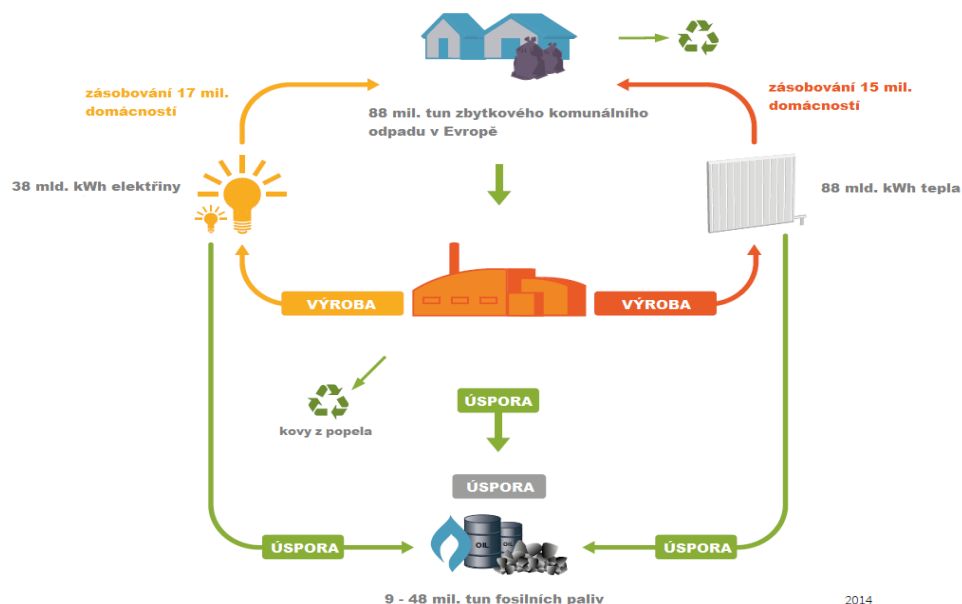 zásobování 17 mil.
domácností
88 mil. tun zbytkového komunálního
odpadu v Evropě
zásobování 15 mil.
domácností
38 mld. kWh elektřiny
88 mld. kWh tepla
VÝROBA
VÝROBA
kovy z popela
ÚSPORA
ÚSPORA
ÚSPORA
OIL
OIL
ÚSPORA
9 - 48 mil. tun fosilních paliv
2014